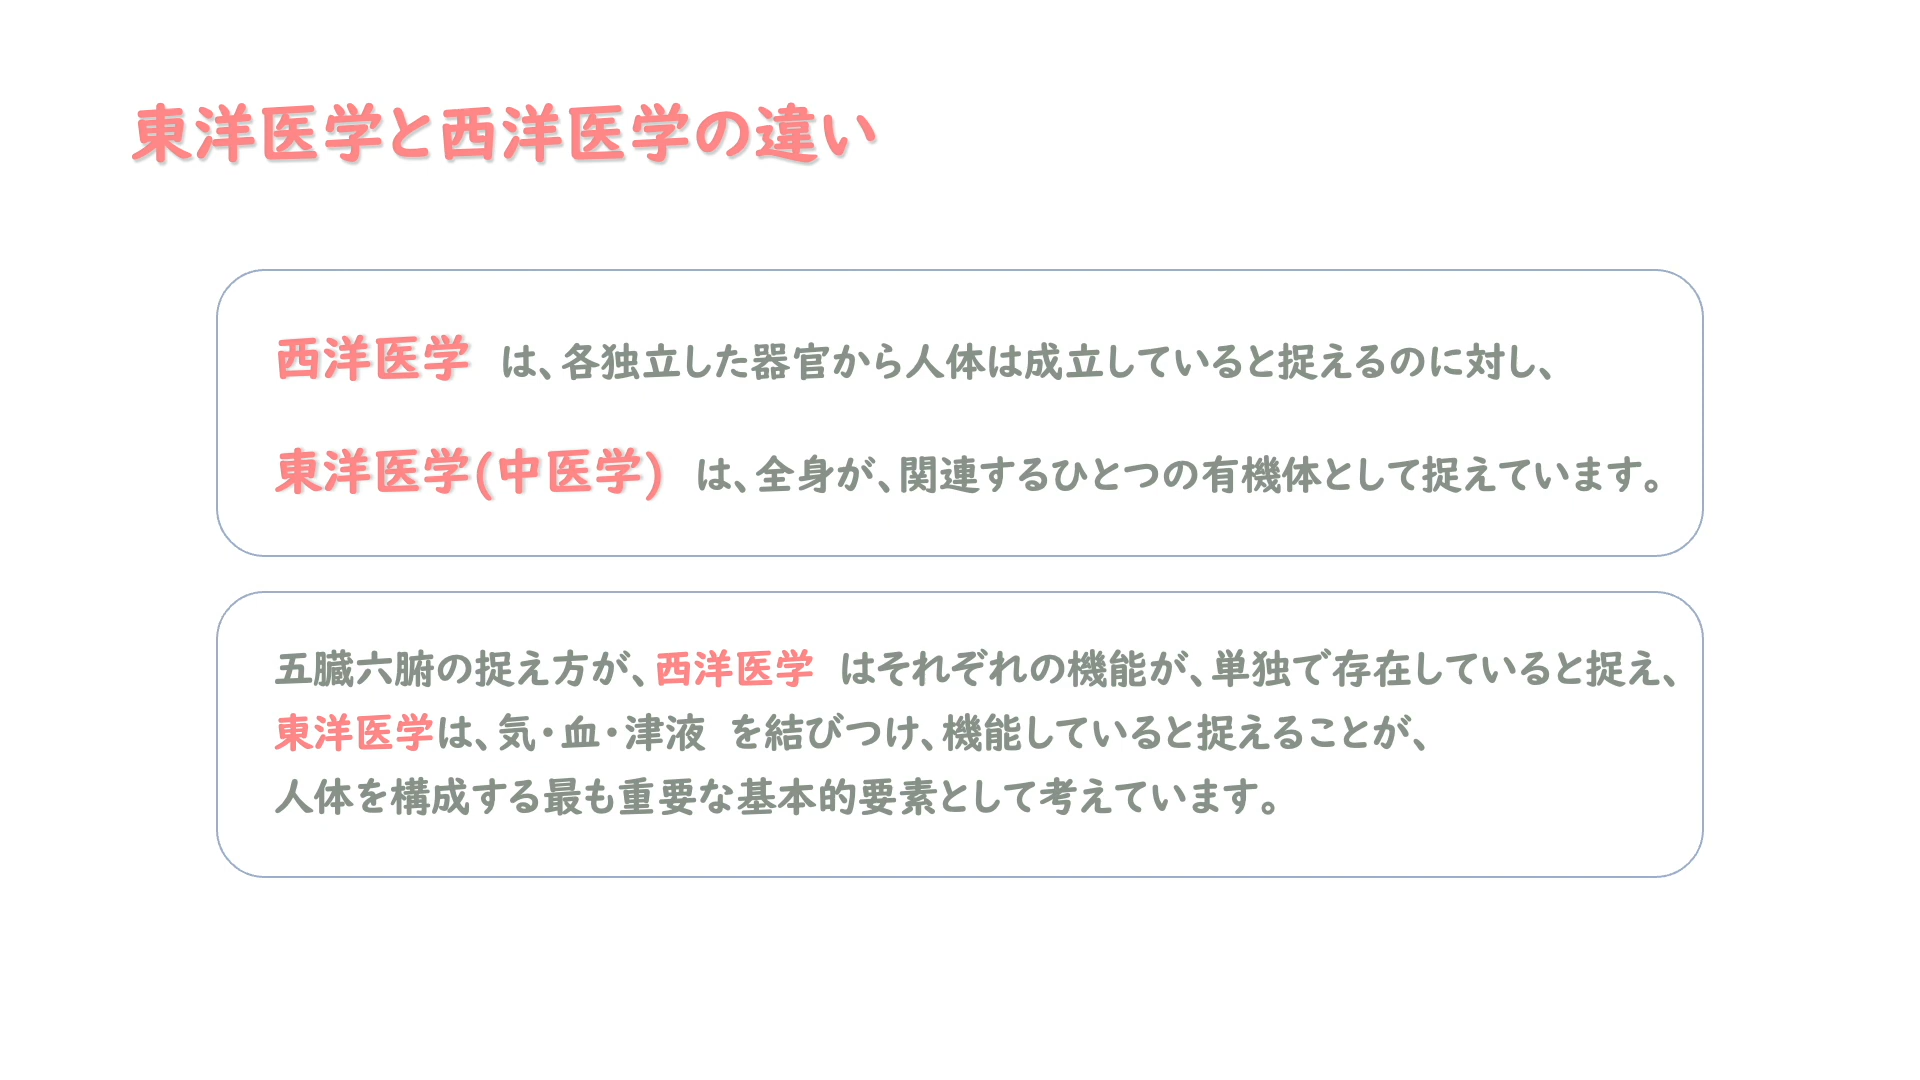 東洋医学と西洋医学の違い
西洋医学 は、各独立した器官から人体は成立していると捉えるのに対し、
東洋医学(中医学) は、全身が、関連するひとつの有機体として捉えています。
五臓六腑の捉え方が、西洋医学 はそれぞれの機能が、単独で存在していると捉え、
東洋医学は、気・血・津液 を結びつけ、機能していると捉えることが、
人体を構成する最も重要な基本的要素として考えています。